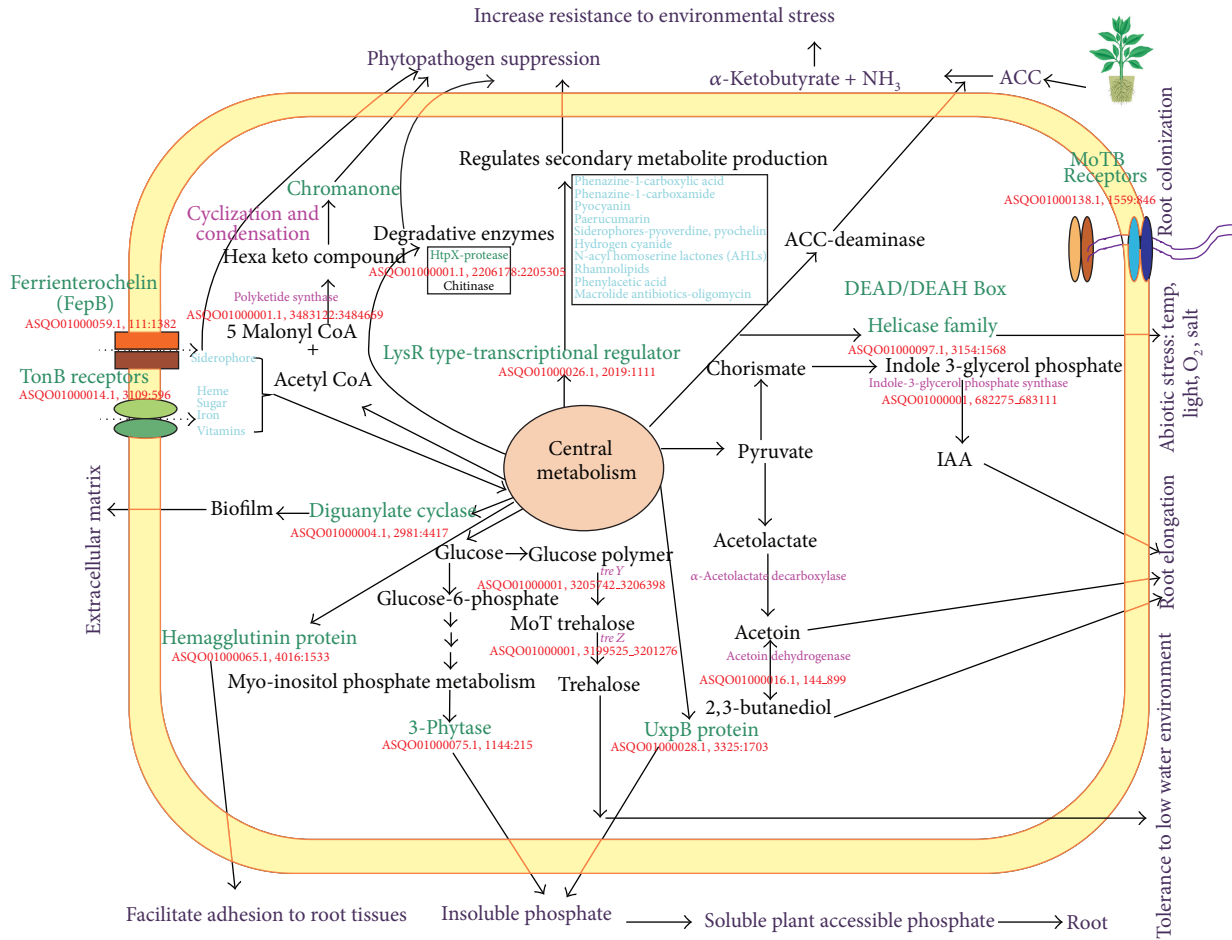 Increase resistance to environmental stress
Phytopathogen suppression
α-Ketobutyrate + NH3
ACC
Root colonization
Regulates secondary metabolite production
MoTB
Receptors
ASQO01000138.1, 1559:846
Phenazine-1-carboxylic acid
Phenazine-1-carboxamide
Pyocyanin
Paerucumarin
Siderophores-pyoverdine, pyochelin
Hydrogen cyanide
N-acyl homoserine lactones (AHLs)
Rhamnolipids
Phenylacetic acid
Macrolide antibiotics-oligomycin
Chromanone
Cyclization and
condensation
Hexa keto compound
Degradative enzymes
HtpX-protease
ASQO01000001.1, 2206178:2205305
Chitinase
ACC-deaminase
Ferrienterochelin
(FepB)
ASQO01000059.1, 111:1382
Polyketide synthase
ASQO01000001.1, 3483122:3484659
5 Malonyl CoA
+
Acetyl CoA
Siderophore
TonB receptors
ASQO01000014.1, 3109:596
Heme
Sugar
Iron
Vitamins
LysR type-transcriptional regulator
ASQO01000026.1, 2019:1111
DEAD/DEAH Box
Helicase family
ASQO01000097.1, 3154:1568
Abiotic stress: temp,
light, O2, salt
Chorismate
Indole 3-glycerol phosphate
Indole-3-glycerol phosphate synthase
ASQO01000001, 682275_683111
Central
metabolism
Pyruvate
IAA
Extracellular matrix
Biofilm
Diguanylate cyclase
ASQO01000004.1, 2981:4417
Glucose
Glucose polymer
treY
ASQO01000001, 3205742_3206398
Acetolactate
α-Acetolactate decarboxylase
Root elongation
Glucose-6-phosphate
MoT trehalose
treZ
ASQO01000001, 3199525_3201276
Acetoin
Acetoin dehydrogenase
ASQO01000016.1, 144_899
Hemagglutinin protein
ASQO01000065.1, 4016:1533
Myo-inositol phosphate metabolism
Trehalose
2,3-butanediol
3-Phytase
ASQO01000075.1, 1144:215
UxpB protein
ASQO01000028.1, 3325:1703
Tolerance to low water environment
Facilitate adhesion to root tissues
Insoluble phosphate
Soluble plant accessible phosphate
Root